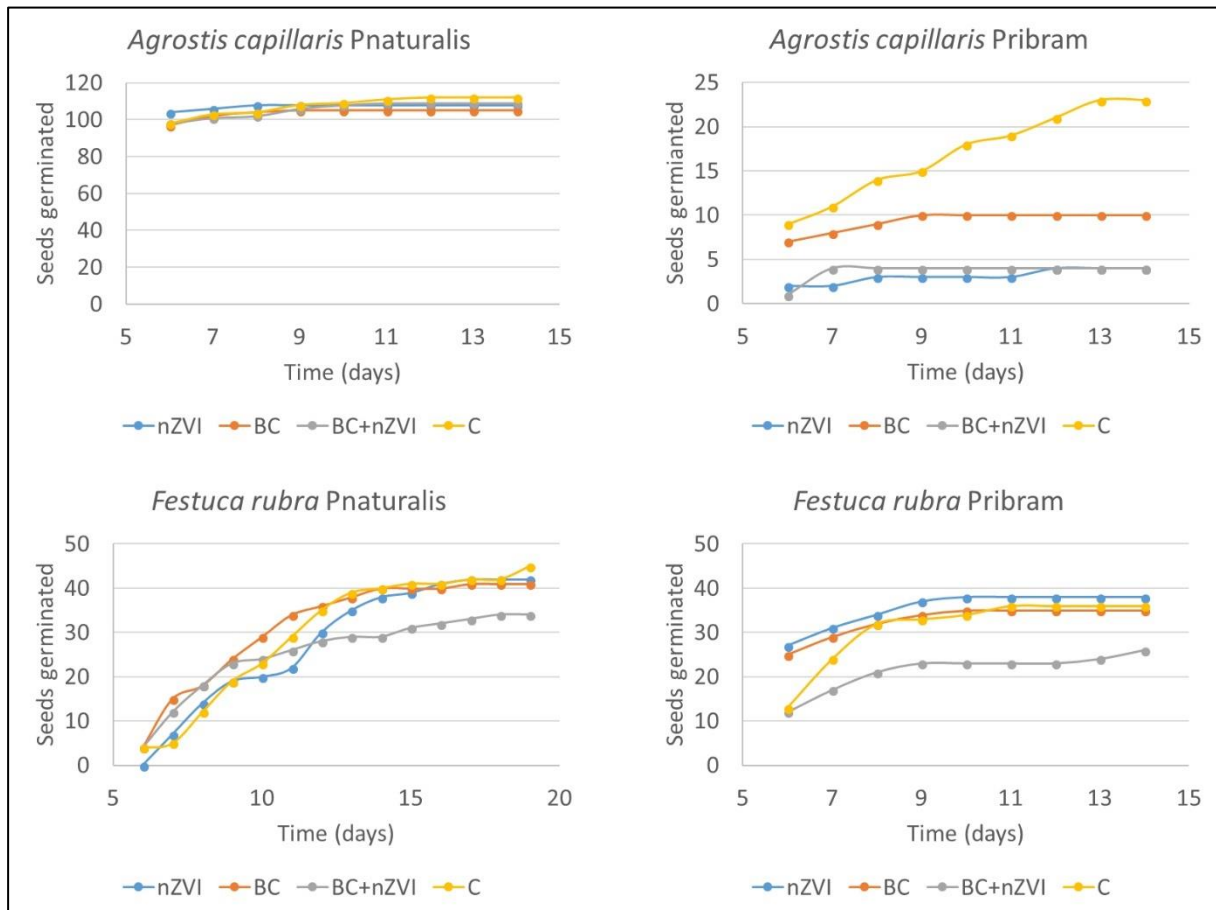 Agrostis capillaris Pnaturalis
Seeds germinated
120
100
80
60
40
20
0
5 7 9 11 13 15
Time (days)
nZVI BC BC+nZVI C
Agrostis capillaris Pribram
Seeds germianted
25
20
15
10
5
0
5 7 9 11 13 15
Time (days)
nZVI BC BC+nZVI C
Festuca rubra Pnaturalis
Seeds germinated
50
40
30
20
10
0
5 10 15 20
Time (days)
nZVI BC BC+nZVI C
Festuca rubra Pribram
Seeds germinated
50
40
30
20
10
0
5 7 9 11 13 15
Time (days)
nZVI BC BC+nZVI C